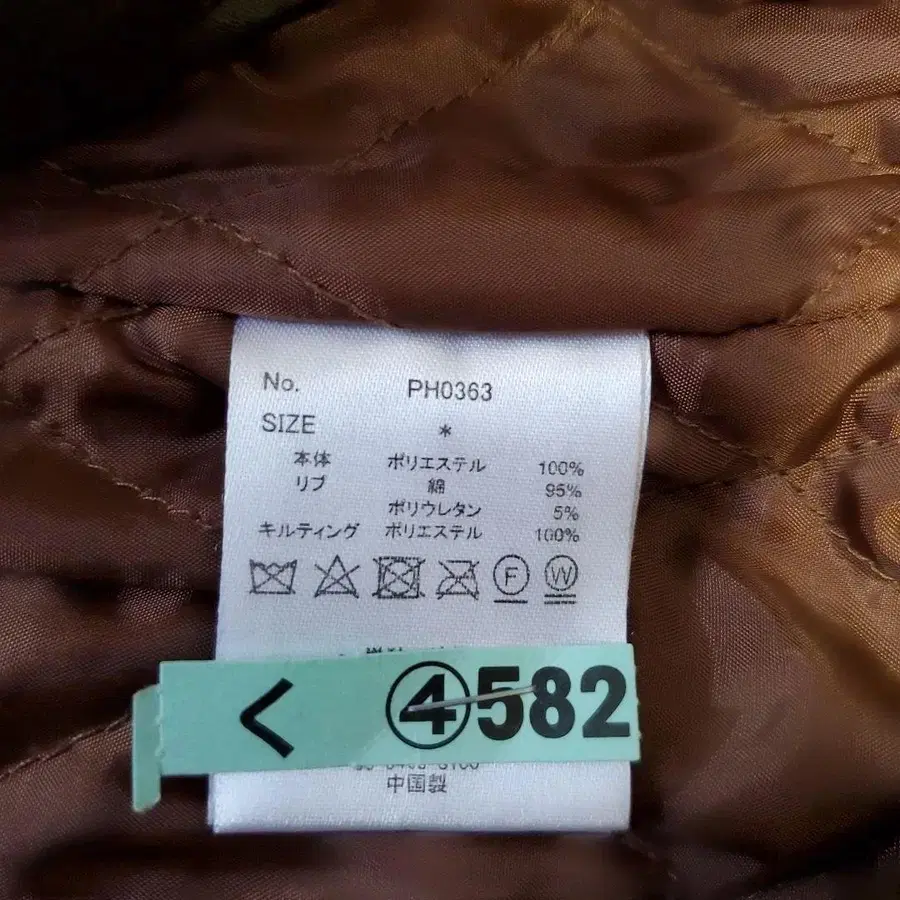 No. PH0363
SIZE *
本体 ポリエステル 100%
リブ 綿 95%
ポリウレタン 5%
キルティング ポリエステル 100%
F W
く ④582
中国製